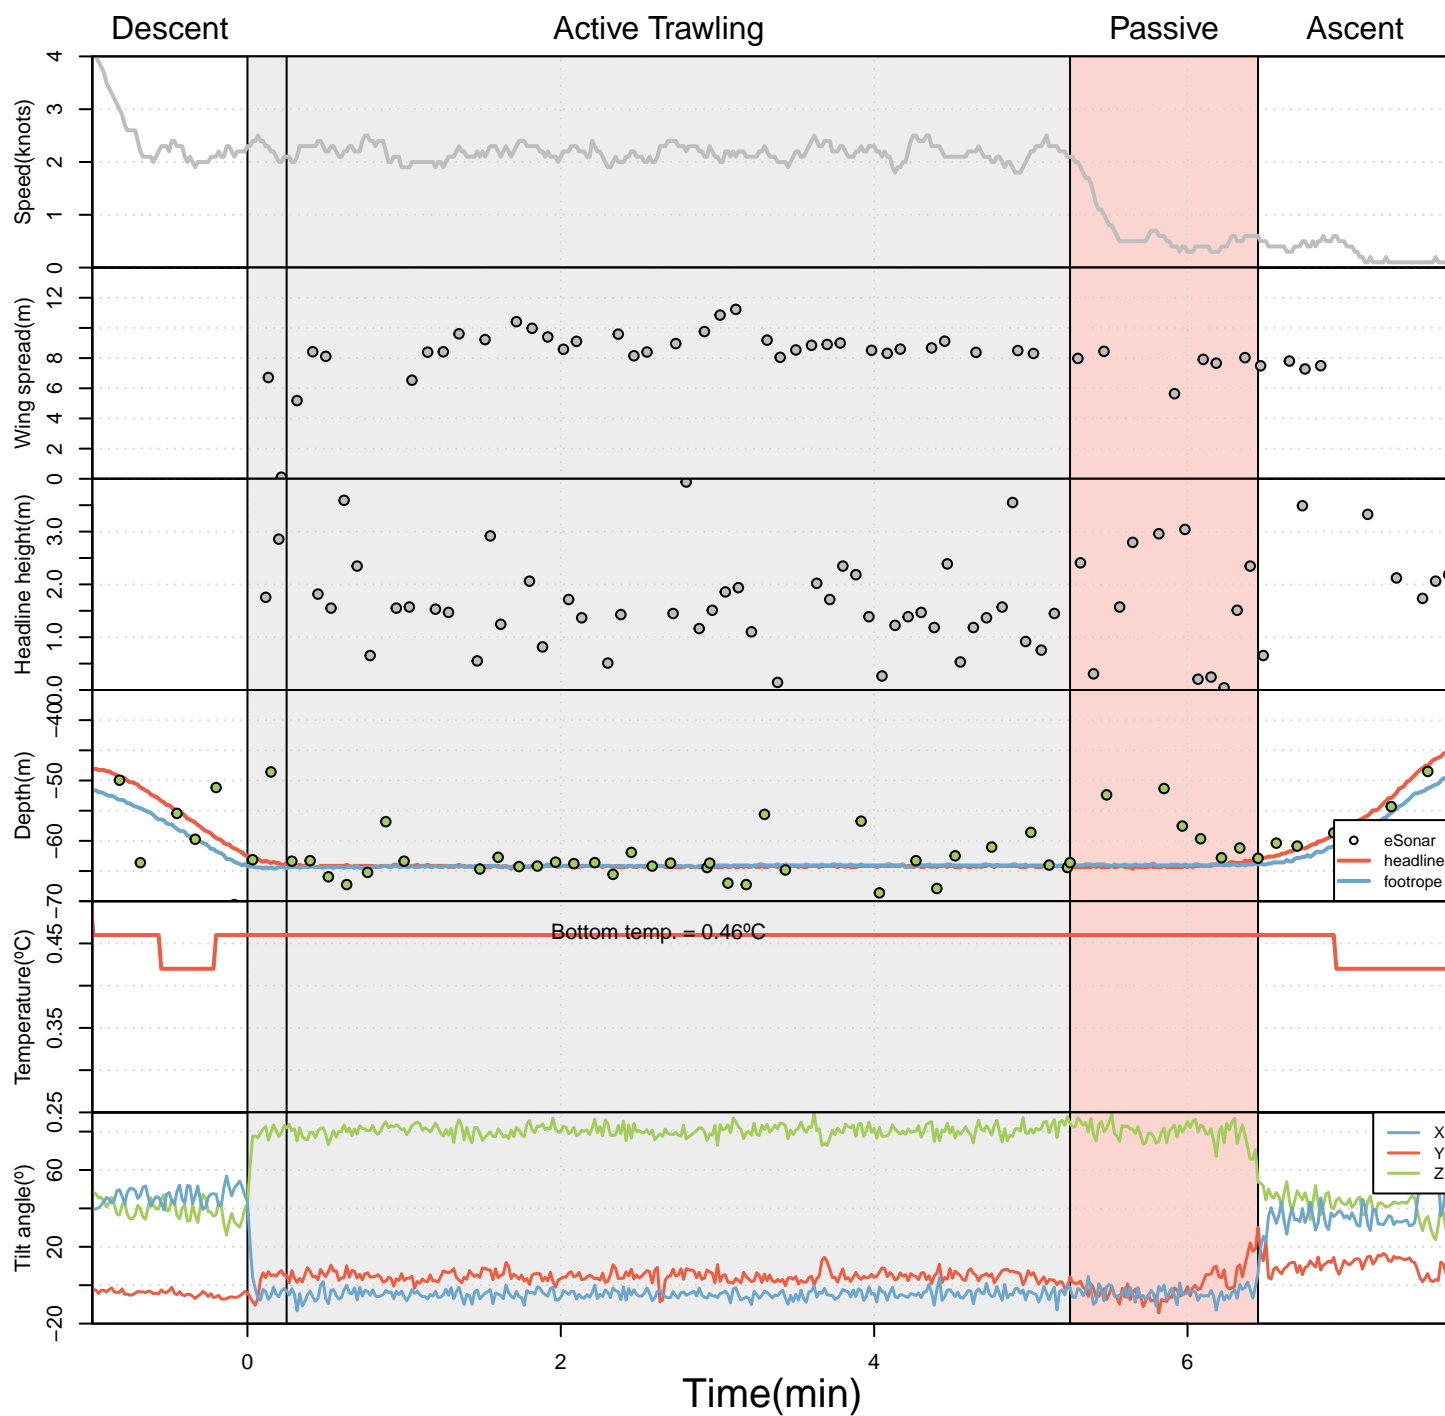 Descent Active Trawling Passive Ascent
Speed(knots)
4
3
2
1
0
Wing spread(m)
12
8
6
4
2
0
Headline height(m)
3.0
2.0
1.0
0.0
Depth(m)
−40
−50
−60
−70
eSonar
headline
footrope
Temperature(ºC)
0.45
0.35
0.25
Bottom temp. = 0.46ºC
Tilt angle(º)
60
20
−20
X
Y
Z
0 2 4 6
Time(min)